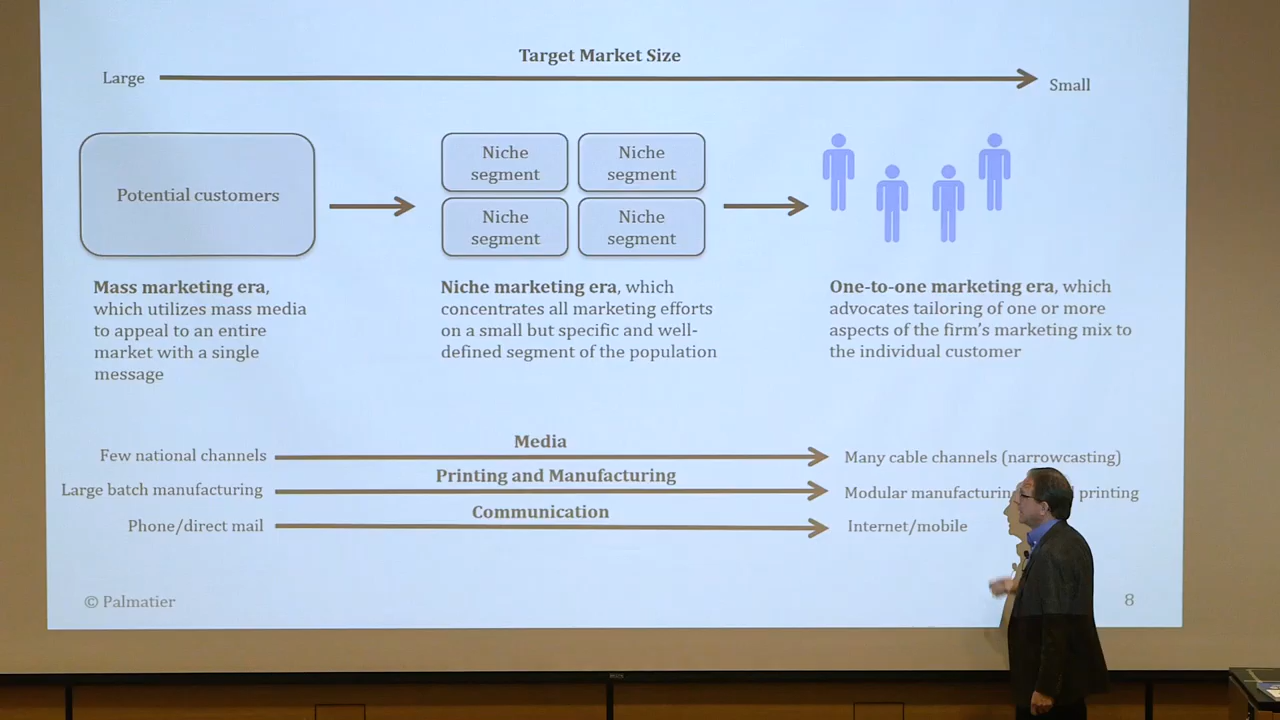 Target Market Size
Large
Small
Potential customers
Niche
segment
Niche
segment
Niche
segment
Niche
segment
Mass marketing era,
which utilizes mass media
to appeal to an entire
market with a single
message
Niche marketing era, which
concentrates all marketing efforts
on a small but specific and well-
defined segment of the population
One-to-one marketing era, which
advocates tailoring of one or more
aspects of the firm's marketing mix to
the individual customer
Media
Few national channels
Many cable channels (narrowcasting)
Printing and Manufacturing
Large batch manufacturing
Modular printing
Communication
Phone/direct mail
Internet/mobile
© Palmatier
8